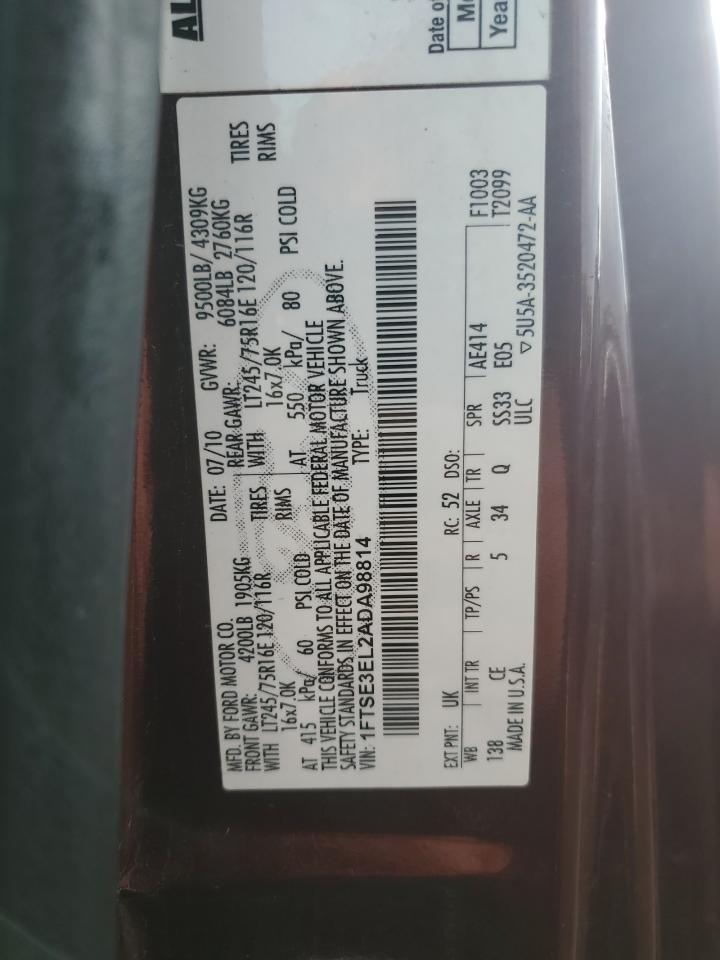 AL
Date of
Mo
Year
MFD. BY FORD MOTOR CO. DATE: 07/10 GVWR: 9500LB/ 4309KG
FRONT GAWR: 4200LB 1905KG REAR GAWR: 6084LB 2760KG
WITH LT245/75R16E 120/116R TIRES WITH LT245/75R16E 120/116R TIRES
16x7.0K RIMS 16x7.0K RIMS
AT 415 kPa/ 60 PSI COLD AT 550 kPa/ 80 PSI COLD
THIS VEHICLE CONFORMS TO ALL APPLICABLE FEDERAL MOTOR VEHICLE
SAFETY STANDARDS IN EFFECT ON THE DATE OF MANUFACTURE SHOWN ABOVE.
VIN: 1FTSE3EL2ADA98814 TYPE: Truck
EXT PNT: UK RC: 52 DSO:
WB INT TR TP/PS R AXLE TR SPR AE414 F1003
138 CE 5 34 Q SS33 E05 T2099
MADE IN U.S.A. ULC ▽ 5U5A-3520472-AA